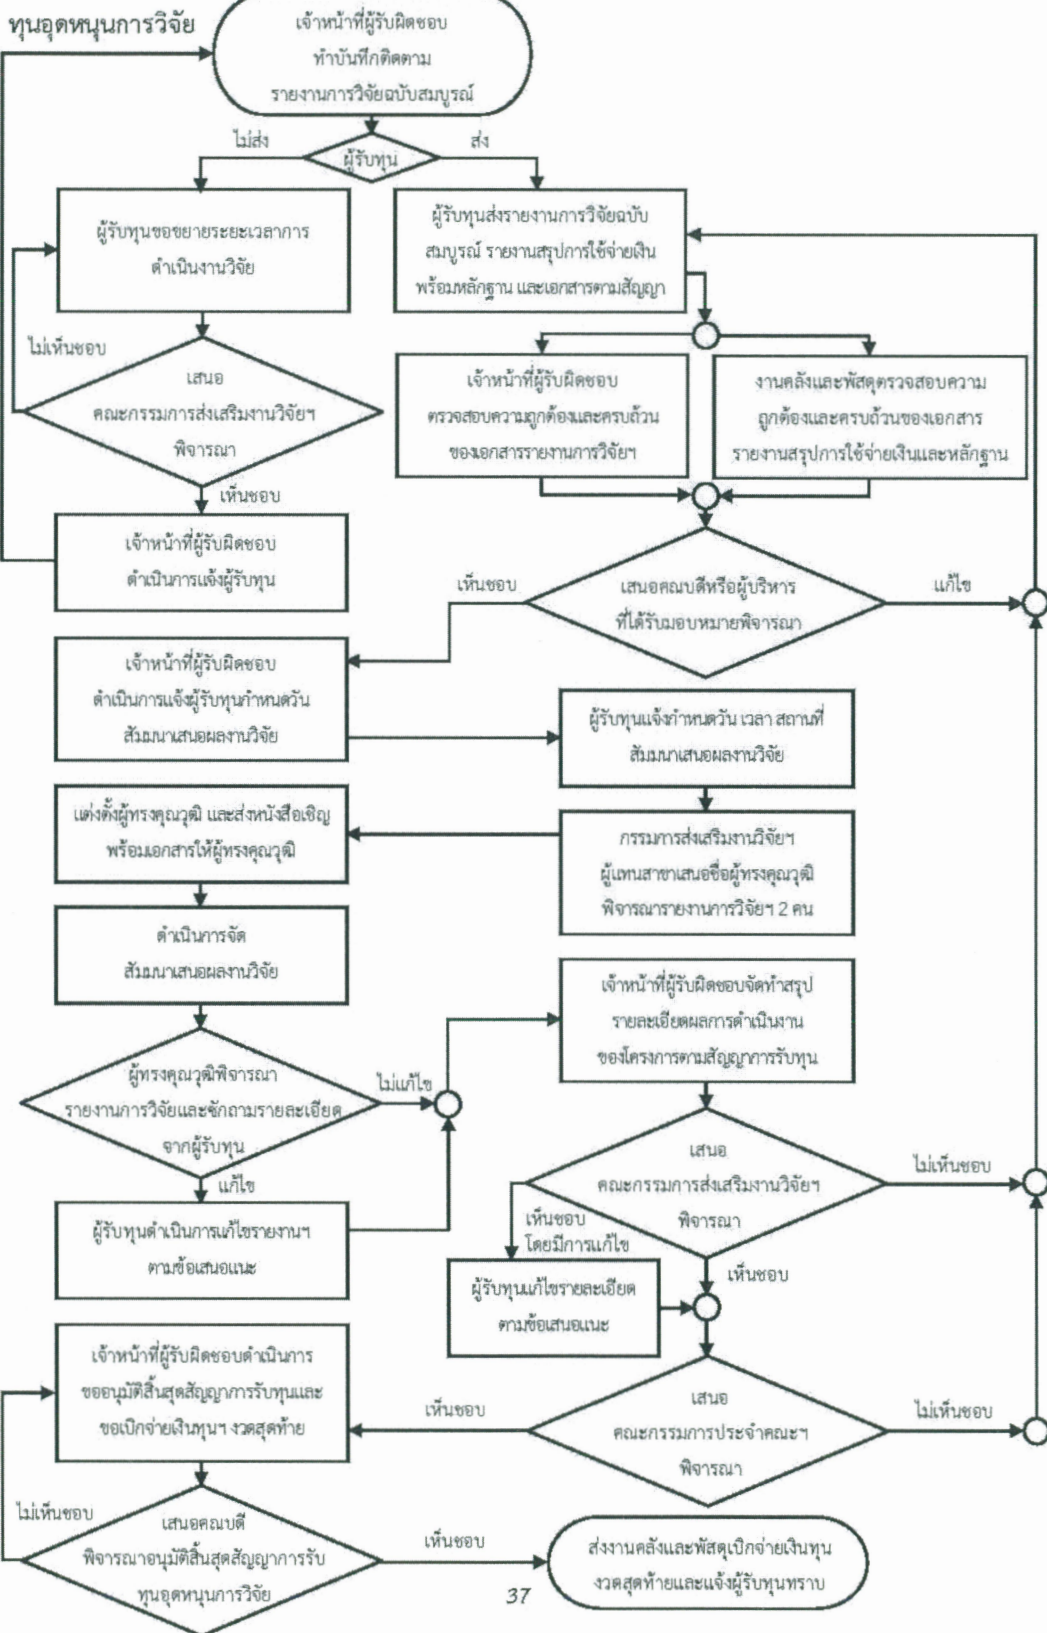 ทุนอุดหนุนการวิจัย
เจ้าหน้าที่ผู้รับผิดชอบ
ทำบันทึกติดตาม
รายงานการวิจัยฉบับสมบูรณ์
ไม่ส่ง
ส่ง
ผู้รับทุน
ผู้รับทุนขอขยายระยะเวลาการ
ดำเนินงานวิจัย
ผู้รับทุนส่งรายงานการวิจัยฉบับ
สมบูรณ์ รายงานสรุปการใช้จ่ายเงิน
พร้อมหลักฐาน และเอกสารตามสัญญา
ไม่เห็นชอบ
เสนอ
คณะกรรมการส่งเสริมงานวิจัยฯ
พิจารณา
เห็นชอบ
เจ้าหน้าที่ผู้รับผิดชอบ
ตรวจสอบความถูกต้องและครบถ้วน
ของเอกสารรายงานการวิจัยฯ
งานคลังและพัสดุตรวจสอบความ
ถูกต้องและครบถ้วนของเอกสาร
รายงานสรุปการใช้จ่ายเงินและหลักฐาน
เจ้าหน้าที่ผู้รับผิดชอบ
ดำเนินการแจ้งผู้รับทุน
เห็นชอบ
เสนอคณบดีหรือผู้บริหาร
ที่ได้รับมอบหมายพิจารณา
แก้ไข
เจ้าหน้าที่ผู้รับผิดชอบ
ดำเนินการแจ้งผู้รับทุนกำหนดวัน
สัมมนาเสนอผลงานวิจัย
ผู้รับทุนแจ้งกำหนดวัน เวลา สถานที่
สัมมนาเสนอผลงานวิจัย
แต่งตั้งผู้ทรงคุณวุฒิ และส่งหนังสือเชิญ
พร้อมเอกสารให้ผู้ทรงคุณวุฒิ
กรรมการส่งเสริมงานวิจัยฯ
ผู้แทนสาขาเสนอชื่อผู้ทรงคุณวุฒิ
พิจารณารายงานการวิจัยฯ 2 คน
ดำเนินการจัด
สัมมนาเสนอผลงานวิจัย
เจ้าหน้าที่ผู้รับผิดชอบจัดทำสรุป
รายละเอียดผลการดำเนินงาน
ของโครงการตามสัญญาการรับทุน
ผู้ทรงคุณวุฒิพิจารณา
รายงานการวิจัยและซักถามรายละเอียด
จากผู้รับทุน
ไม่แก้ไข
แก้ไข
เสนอ
คณะกรรมการส่งเสริมงานวิจัยฯ
พิจารณา
ไม่เห็นชอบ
เห็นชอบ
โดยมีการแก้ไข
เห็นชอบ
ผู้รับทุนดำเนินการแก้ไขรายงานฯ
ตามข้อเสนอแนะ
ผู้รับทุนแก้ไขรายละเอียด
ตามข้อเสนอแนะ
เจ้าหน้าที่ผู้รับผิดชอบดำเนินการ
ขออนุมัติสิ้นสุดสัญญาการรับทุนและ
ขอเบิกจ่ายเงินทุนฯ งวดสุดท้าย
เห็นชอบ
เสนอ
คณะกรรมการประจำคณะฯ
พิจารณา
ไม่เห็นชอบ
ไม่เห็นชอบ
เสนอคณบดี
พิจารณาอนุมัติสิ้นสุดสัญญาการรับ
ทุนอุดหนุนการวิจัย
เห็นชอบ
ส่งงานคลังและพัสดุเบิกจ่ายเงินทุน
งวดสุดท้ายและแจ้งผู้รับทุนทราบ
37